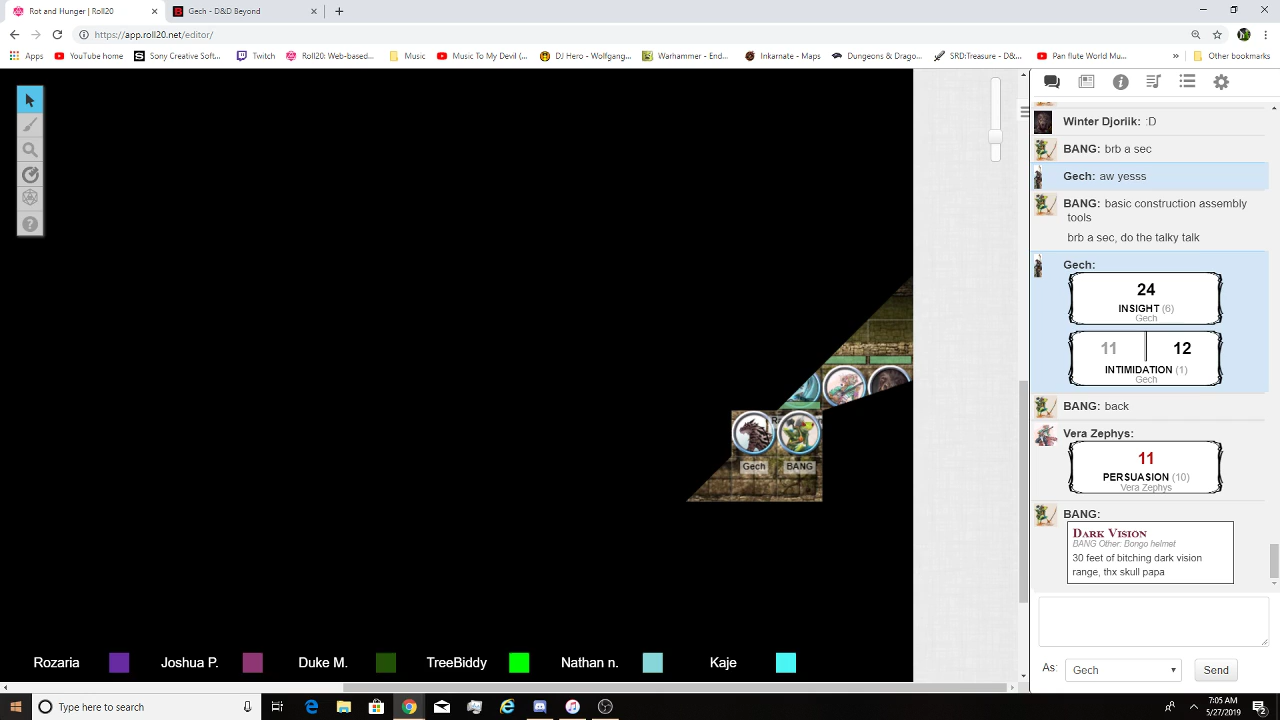 Rot and Hunger | Roll20
Gech - D&D Beyond
https://app.roll20.net/editor/
Apps
YouTube home
Sony Creative Soft...
Twitch
Roll20: Web-based...
Music
Music To My Devil (...
DJ Hero - Wolfgang...
Warhammer - End...
Inkarnate - Maps
Dungeons & Drago...
SRD:Treasure - D&...
Pan flute World Mu...
Other bookmarks
Winter Djoriik: :D
BANG: brb a sec
Gech: aw yesss
BANG: basic construction assembly
tools
brb a sec, do the talky talk
Gech:
24
INSIGHT (6)
Gech
11 12
INTIMIDATION (1)
Gech
BANG: back
Vera Zephys:
11
PERSUASION (10)
Vera Zephys
BANG:
DARK VISION
BANG Other: Bongo helmet
30 feet of bitching dark vision
range, thx skull papa
Gech BANG
Rozaria
Joshua P.
Duke M.
TreeBiddy
Nathan n.
Kaje
As:
Gech
Send
Type here to search
7:05 AM
5/27/2019
2